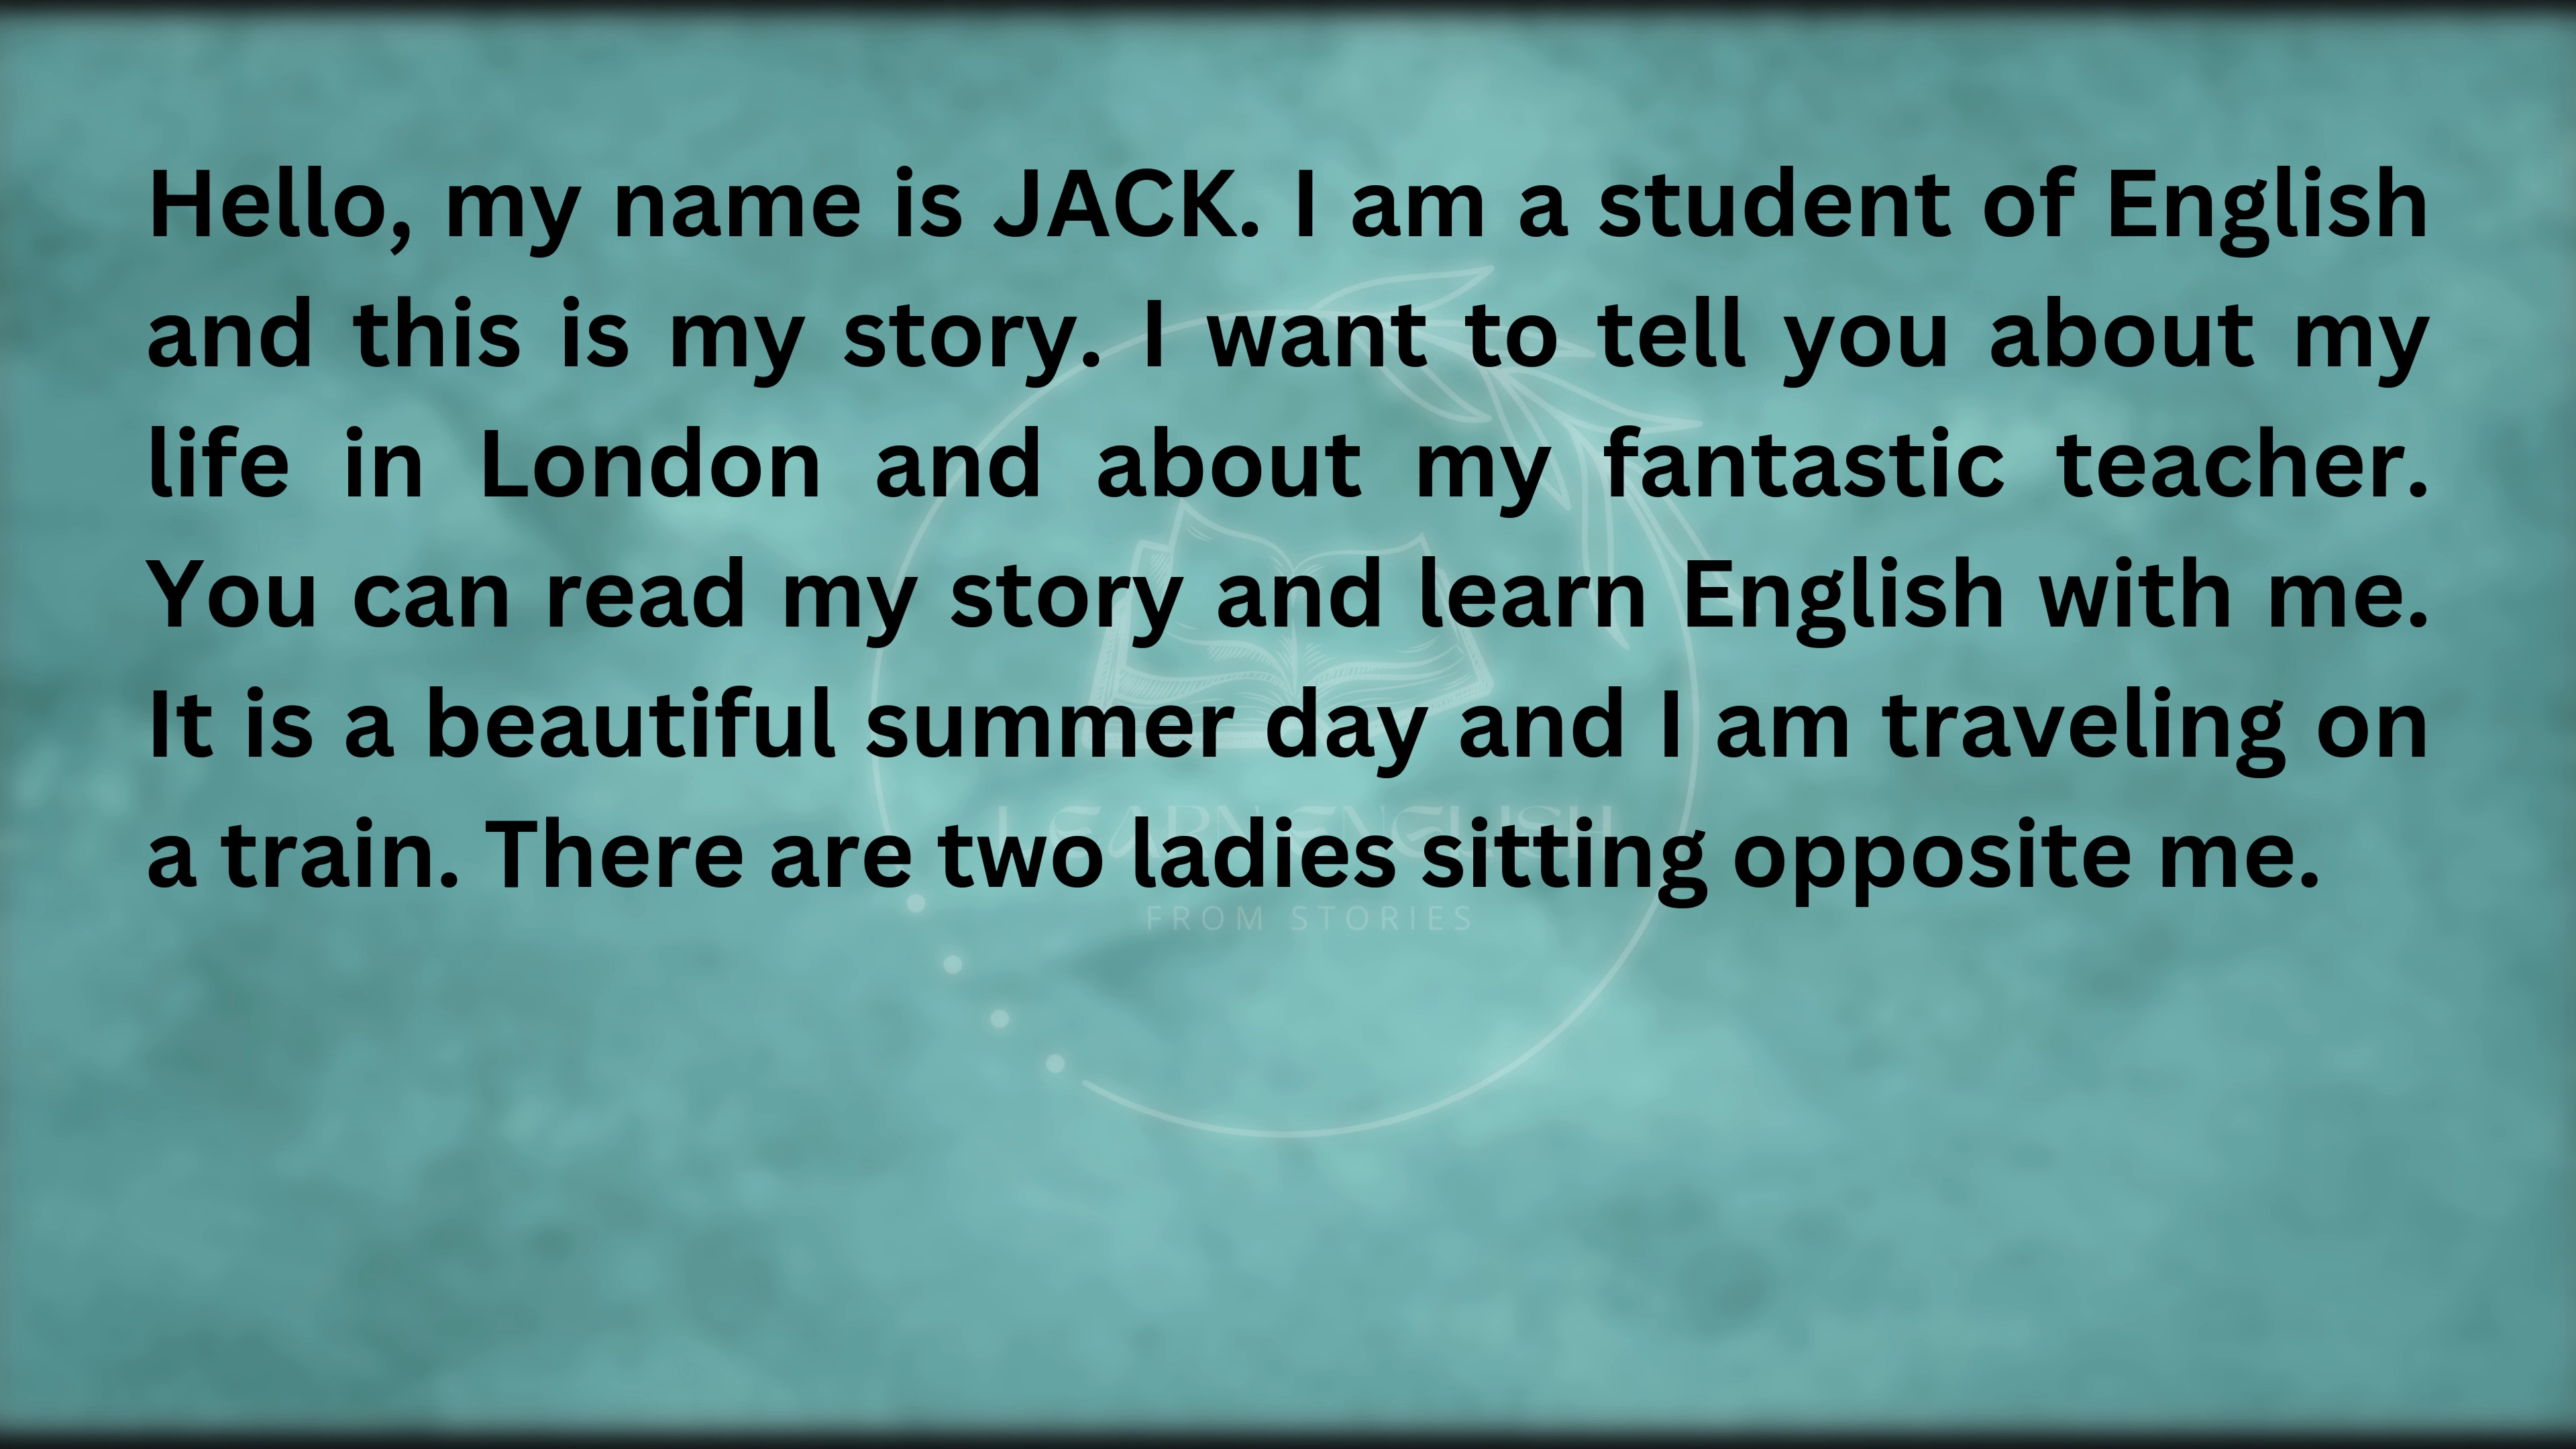 Hello, my name is JACK. I am a student of English
and this is my story. I want to tell you about my
life in London and about my fantastic teacher.
You can read my story and learn English with me.
It is a beautiful summer day and I am traveling on
a train. There are two ladies sitting opposite me.
LEARN ENGLISH
FROM STORIES